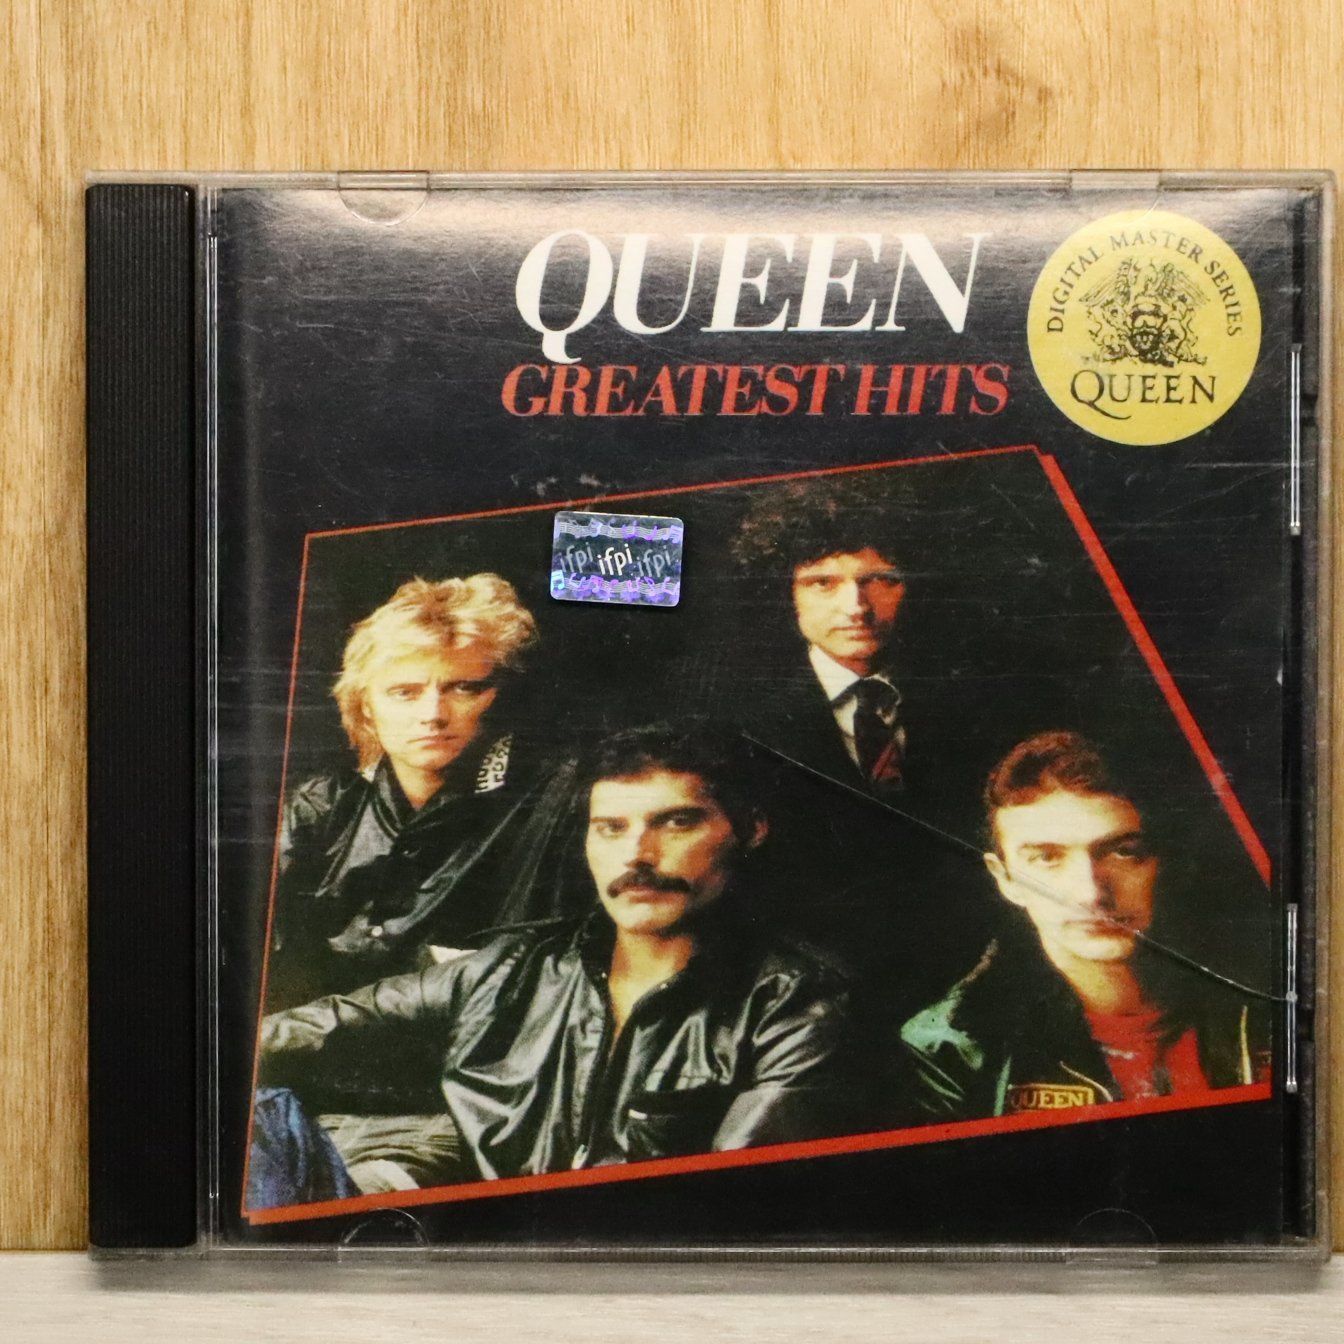 QUEEN
GREATEST HITS
DIGITAL MASTER SERIES
QUEEN
ifpi ifpi ifpi
QUEEN